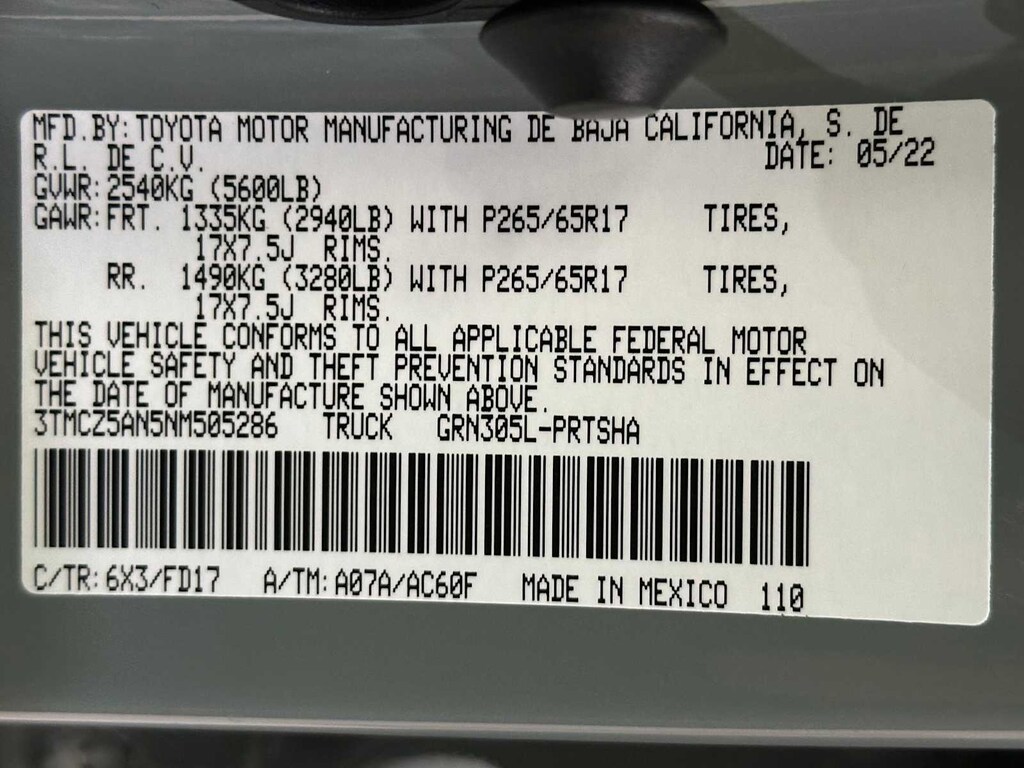 MFD.BY: TOYOTA MOTOR MANUFACTURING DE BAJA CALIFORNIA, S. DE
R.L. DE C.V. DATE: 05/22
GVWR: 2540KG (5600LB)
GAWR: FRT. 1335KG (2940LB) WITH P265/65R17 TIRES,
17X7.5J RIMS.
RR. 1490KG (3280LB) WITH P265/65R17 TIRES,
17X7.5J RIMS.
THIS VEHICLE CONFORMS TO ALL APPLICABLE FEDERAL MOTOR
VEHICLE SAFETY AND THEFT PREVENTION STANDARDS IN EFFECT ON
THE DATE OF MANUFACTURE SHOWN ABOVE.
3TMCZ5AN5NM505286 TRUCK GRN305L-PRTSHA
C/TR: 6X3/FD17 A/TM: A07A/AC60F MADE IN MEXICO 110